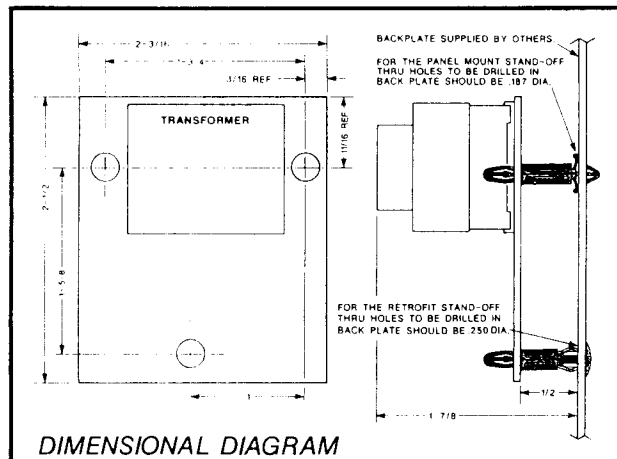 2-3/16
1-3/4
3/16 REF
TRANSFORMER
11/16 REF
2-1/2
1-5/8
1
BACKPLATE SUPPLIED BY OTHERS
FOR THE PANEL MOUNT STAND-OFF
THRU HOLES TO BE DRILLED IN
BACK PLATE SHOULD BE .187 DIA.
FOR THE RETROFIT STAND-OFF
THRU HOLES TO BE DRILLED IN
BACK PLATE SHOULD BE .250 DIA.
1/2
1 7/8
DIMENSIONAL DIAGRAM